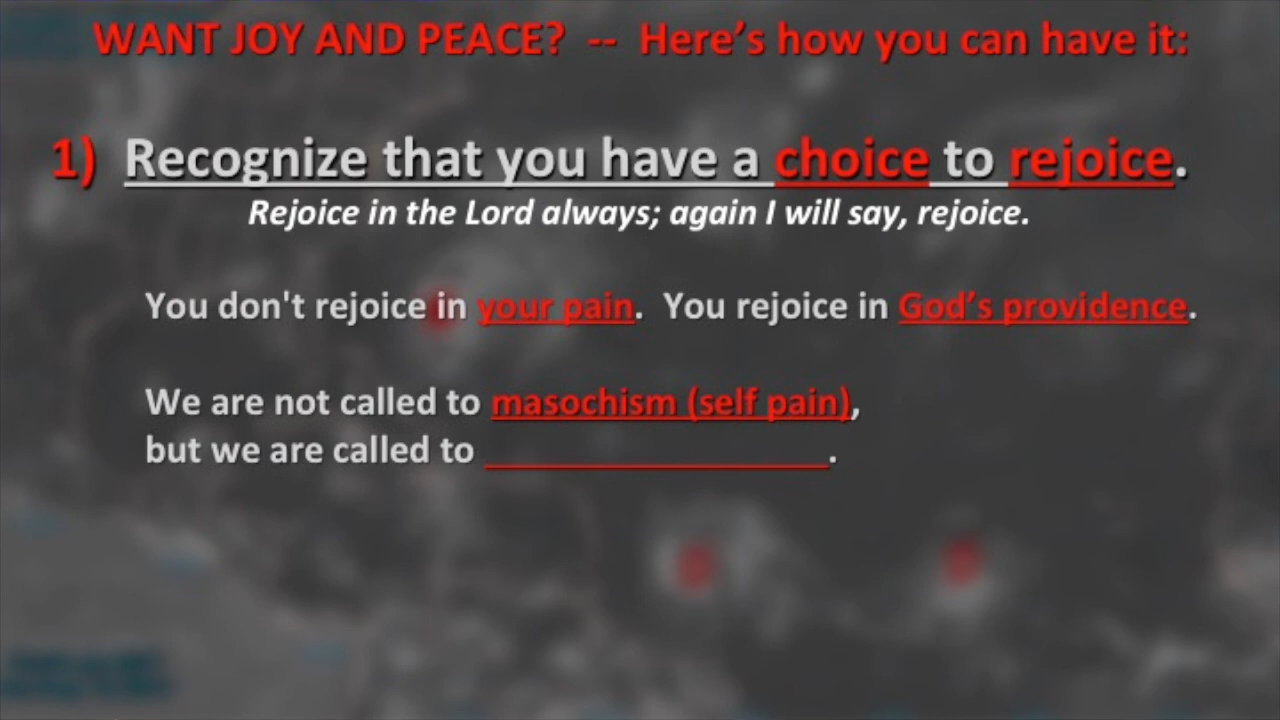 WANT JOY AND PEACE? -- Here’s how you can have it:
1) Recognize that you have a choice to rejoice.
Rejoice in the Lord always; again I will say, rejoice.
You don't rejoice in your pain. You rejoice in God’s providence.
We are not called to masochism (self pain),
but we are called to __________________.